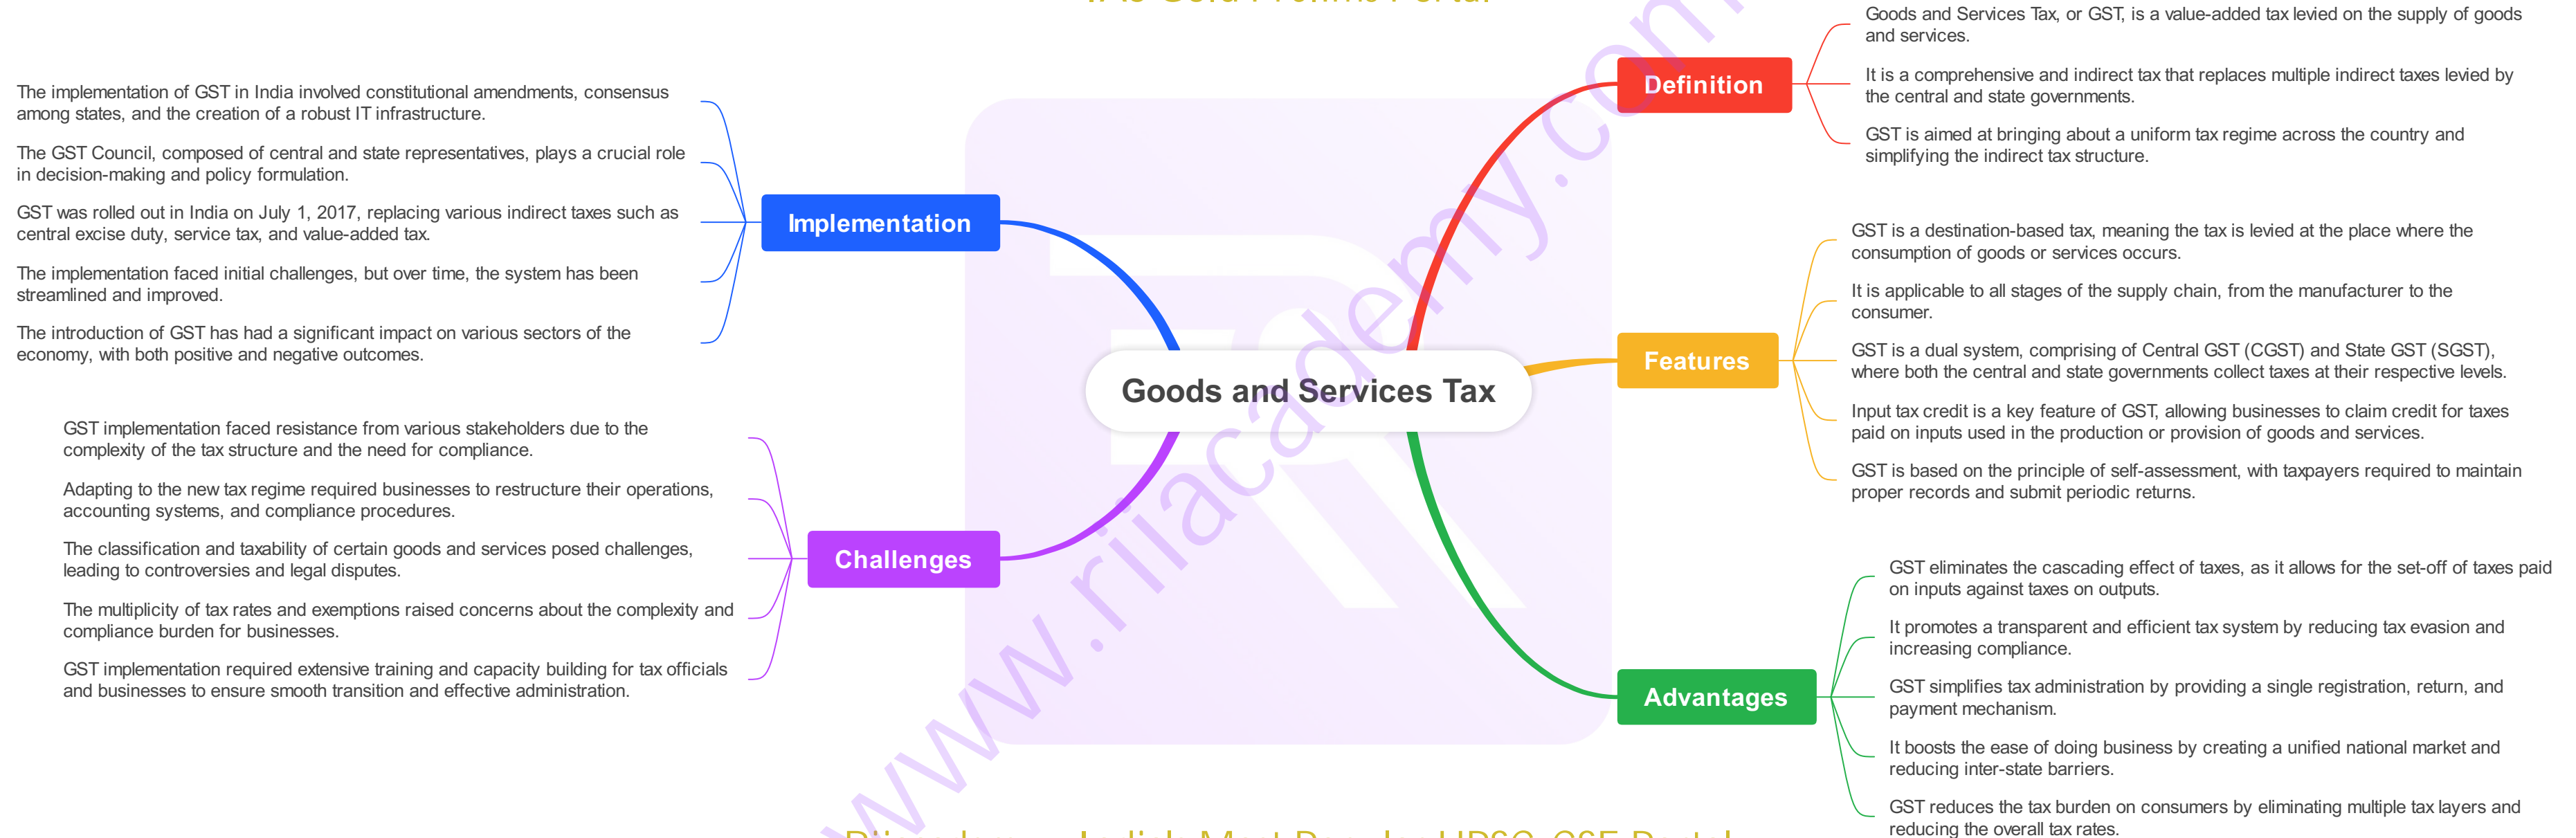 Goods and Services Tax
Definition
Goods and Services Tax, or GST, is a value-added tax levied on the supply of goods
and services.
It is a comprehensive and indirect tax that replaces multiple indirect taxes levied by
the central and state governments.
GST is aimed at bringing about a uniform tax regime across the country and
simplifying the indirect tax structure.
Features
GST is a destination-based tax, meaning the tax is levied at the place where the
consumption of goods or services occurs.
It is applicable to all stages of the supply chain, from the manufacturer to the
consumer.
GST is a dual system, comprising of Central GST (CGST) and State GST (SGST),
where both the central and state governments collect taxes at their respective levels.
Input tax credit is a key feature of GST, allowing businesses to claim credit for taxes
paid on inputs used in the production or provision of goods and services.
GST is based on the principle of self-assessment, with taxpayers required to maintain
proper records and submit periodic returns.
Advantages
GST eliminates the cascading effect of taxes, as it allows for the set-off of taxes paid
on inputs against taxes on outputs.
It promotes a transparent and efficient tax system by reducing tax evasion and
increasing compliance.
GST simplifies tax administration by providing a single registration, return, and
payment mechanism.
It boosts the ease of doing business by creating a unified national market and
reducing inter-state barriers.
GST reduces the tax burden on consumers by eliminating multiple tax layers and
reducing the overall tax rates.
Implementation
The implementation of GST in India involved constitutional amendments, consensus
among states, and the creation of a robust IT infrastructure.
The GST Council, composed of central and state representatives, plays a crucial role
in decision-making and policy formulation.
GST was rolled out in India on July 1, 2017, replacing various indirect taxes such as
central excise duty, service tax, and value-added tax.
The implementation faced initial challenges, but over time, the system has been
streamlined and improved.
The introduction of GST has had a significant impact on various sectors of the
economy, with both positive and negative outcomes.
Challenges
GST implementation faced resistance from various stakeholders due to the
complexity of the tax structure and the need for compliance.
Adapting to the new tax regime required businesses to restructure their operations,
accounting systems, and compliance procedures.
The classification and taxability of certain goods and services posed challenges,
leading to controversies and legal disputes.
The multiplicity of tax rates and exemptions raised concerns about the complexity and
compliance burden for businesses.
GST implementation required extensive training and capacity building for tax officials
and businesses to ensure smooth transition and effective administration.
www.rijiacademy.com